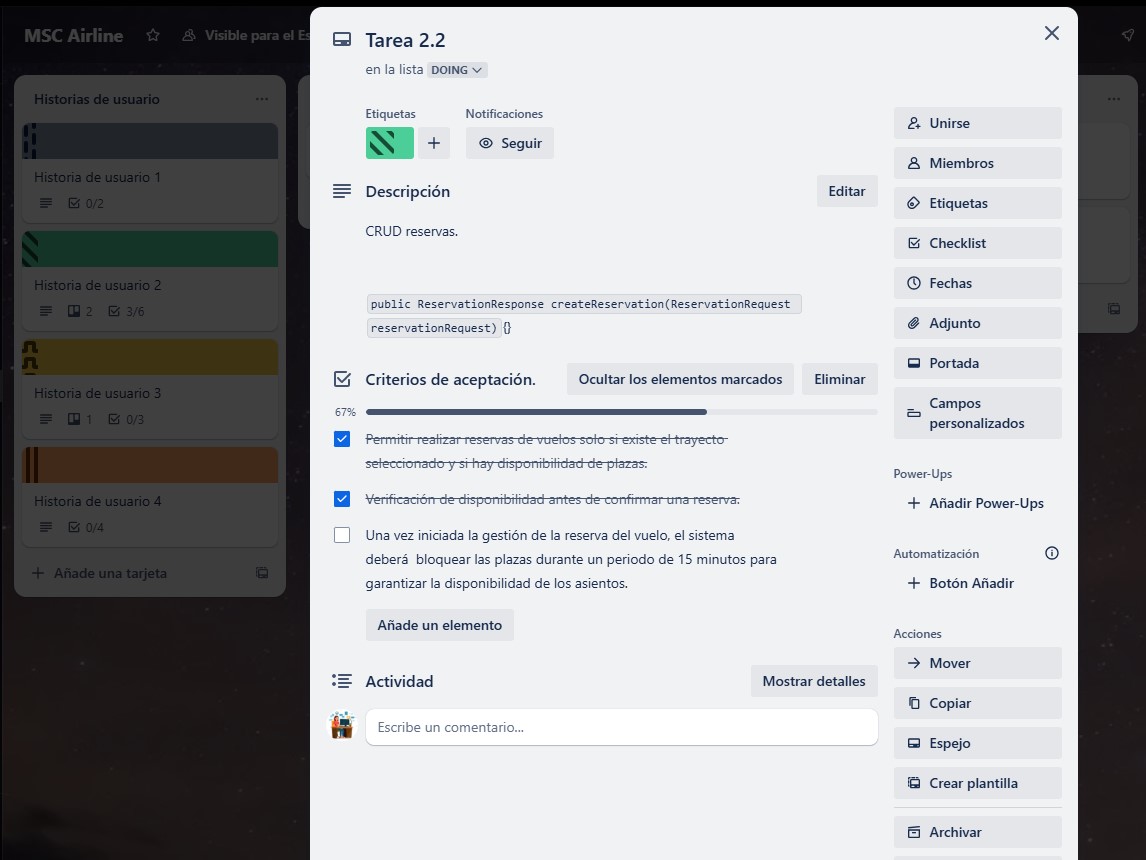 MSC Airline
Visible para el Es
Historias de usuario
Historia de usuario 1
0/2
Historia de usuario 2
2
3/6
Historia de usuario 3
1
0/3
Historia de usuario 4
0/4
Añade una tarjeta
Tarea 2.2
en la lista DOING
Etiquetas
Notificaciones
Seguir
Descripción
Editar
CRUD reservas.
public ReservationResponse createReservation(ReservationRequest
reservationRequest) {}
Criterios de aceptación.
Ocultar los elementos marcados
Eliminar
67%
Permitir realizar reservas de vuelos solo si existe el trayecto
seleccionado y si hay disponibilidad de plazas.
Verificación de disponibilidad antes de confirmar una reserva.
Una vez iniciada la gestión de la reserva del vuelo, el sistema
deberá  bloquear las plazas durante un periodo de 15 minutos para
garantizar la disponibilidad de los asientos.
Añade un elemento
Actividad
Mostrar detalles
Escribe un comentario...
Unirse
Miembros
Etiquetas
Checklist
Fechas
Adjunto
Portada
Campos
personalizados
Power-Ups
Añadir Power-Ups
Automatización
Botón Añadir
Acciones
Mover
Copiar
Espejo
Crear plantilla
Archivar